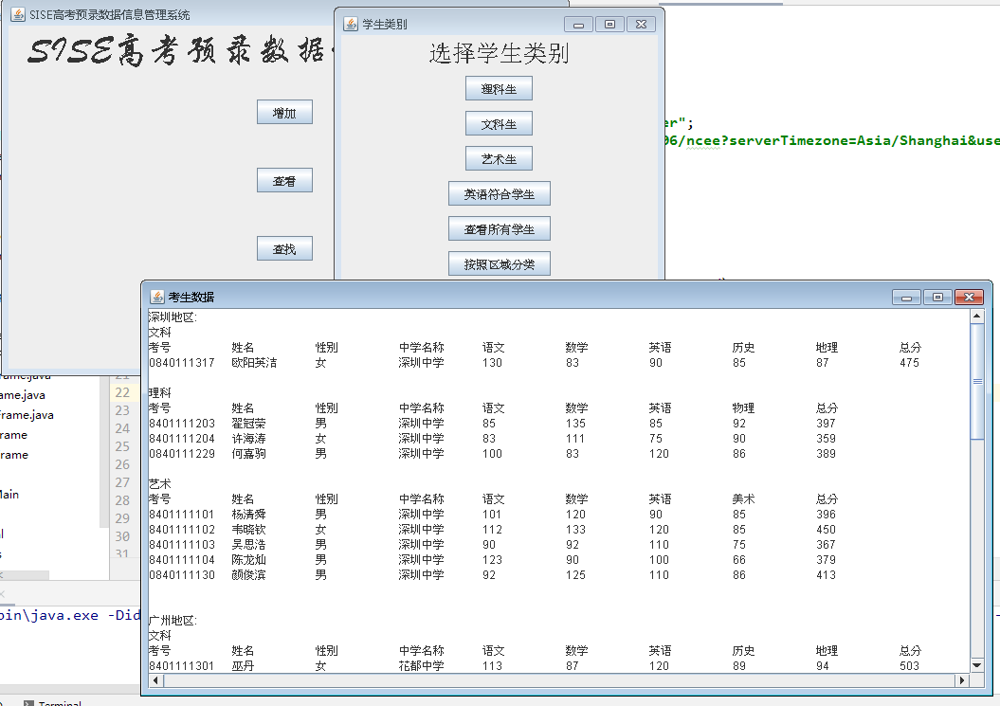 SISE高考预录数据信息管理系统
SISE高考预录数据
增加
查看
查找
学生类别
选择学生类别
理科生
文科生
艺术生
英语符合学生
查看所有学生
按照区域分类
er";
06/ncee?serverTimezone=Asia/Shanghai&use
考生数据
深圳地区:
文科
考号 姓名 性别 中学名称 语文 数学 英语 历史 地理 总分
0840111317 欧阳英洁 女 深圳中学 130 83 90 85 87 475
理科
考号 姓名 性别 中学名称 语文 数学 英语 物理 总分
8401111203 翟冠荣 男 深圳中学 85 135 85 92 397
8401111204 许海涛 女 深圳中学 83 111 75 90 359
0840111229 何嘉驹 男 深圳中学 100 83 120 86 389
艺术
考号 姓名 性别 中学名称 语文 数学 英语 美术 总分
8401111101 杨清舜 男 深圳中学 101 120 90 85 396
8401111102 韦晓钦 女 深圳中学 112 133 120 85 450
8401111103 吴思浩 男 深圳中学 90 92 110 75 367
8401111104 陈龙灿 男 深圳中学 123 90 100 66 379
0840111130 颜俊滨 男 深圳中学 92 125 110 86 413
广州地区:
文科
考号 姓名 性别 中学名称 语文 数学 英语 历史 地理 总分
8401111301 巫丹 女 花都中学 113 87 120 89 94 503
rame.java
ame.java
Frame.java
rame
rame
Main
21
22
23
24
25
26
27
28
29
30
31
bin\java.exe -Did
Terminal